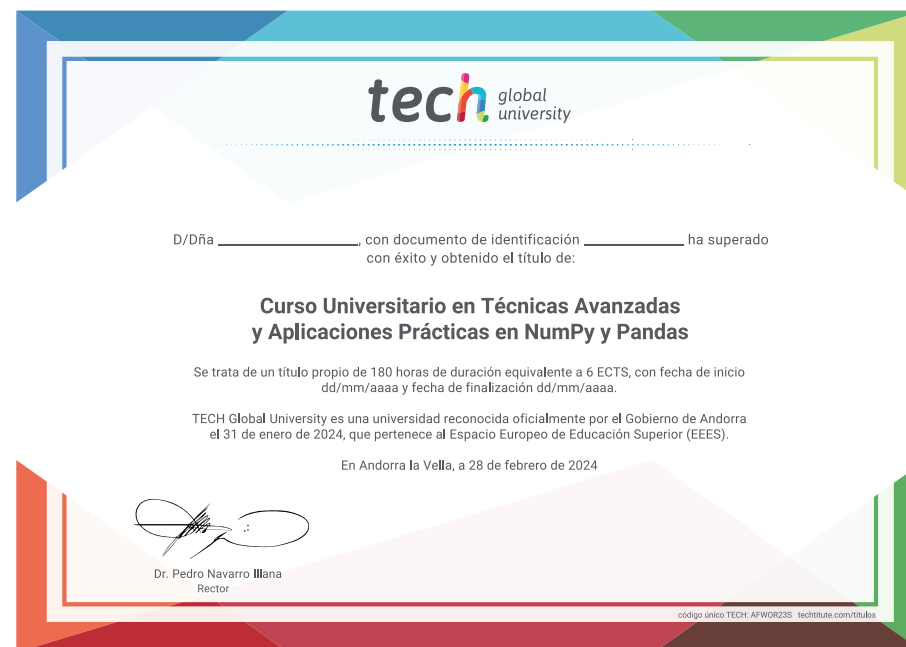 tech global university
D/Dña ____________________, con documento de identificación ______________ ha superado
con éxito y obtenido el título de:
Curso Universitario en Técnicas Avanzadas
y Aplicaciones Prácticas en NumPy y Pandas
Se trata de un título propio de 180 horas de duración equivalente a 6 ECTS, con fecha de inicio
dd/mm/aaaa y fecha de finalización dd/mm/aaaa.
TECH Global University es una universidad reconocida oficialmente por el Gobierno de Andorra
el 31 de enero de 2024, que pertenece al Espacio Europeo de Educación Superior (EEES).
En Andorra la Vella, a 28 de febrero de 2024
Dr. Pedro Navarro Illana
Rector
código único TECH: AFWOR23S techtitute.com/titulos